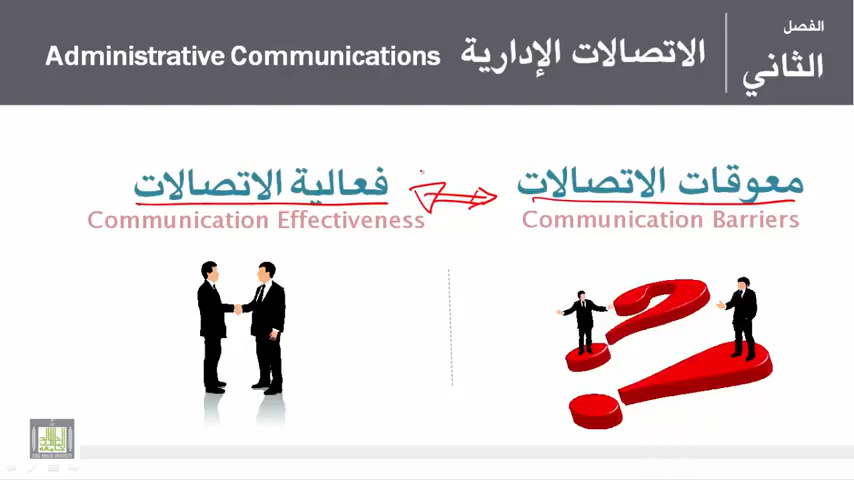 الفصل
الثاني
الاتصالات الإدارية Administrative Communications
معوقات الاتصالات
Communication Barriers
فعالية الاتصالات
Communication Effectiveness